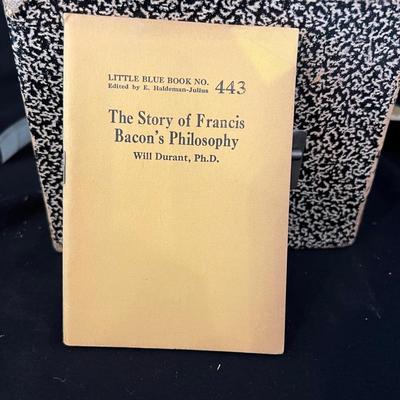 LITTLE BLUE BOOK NO. 443
Edited by E. Haldeman-Julius
The Story of Francis
Bacon's Philosophy
Will Durant, Ph.D.